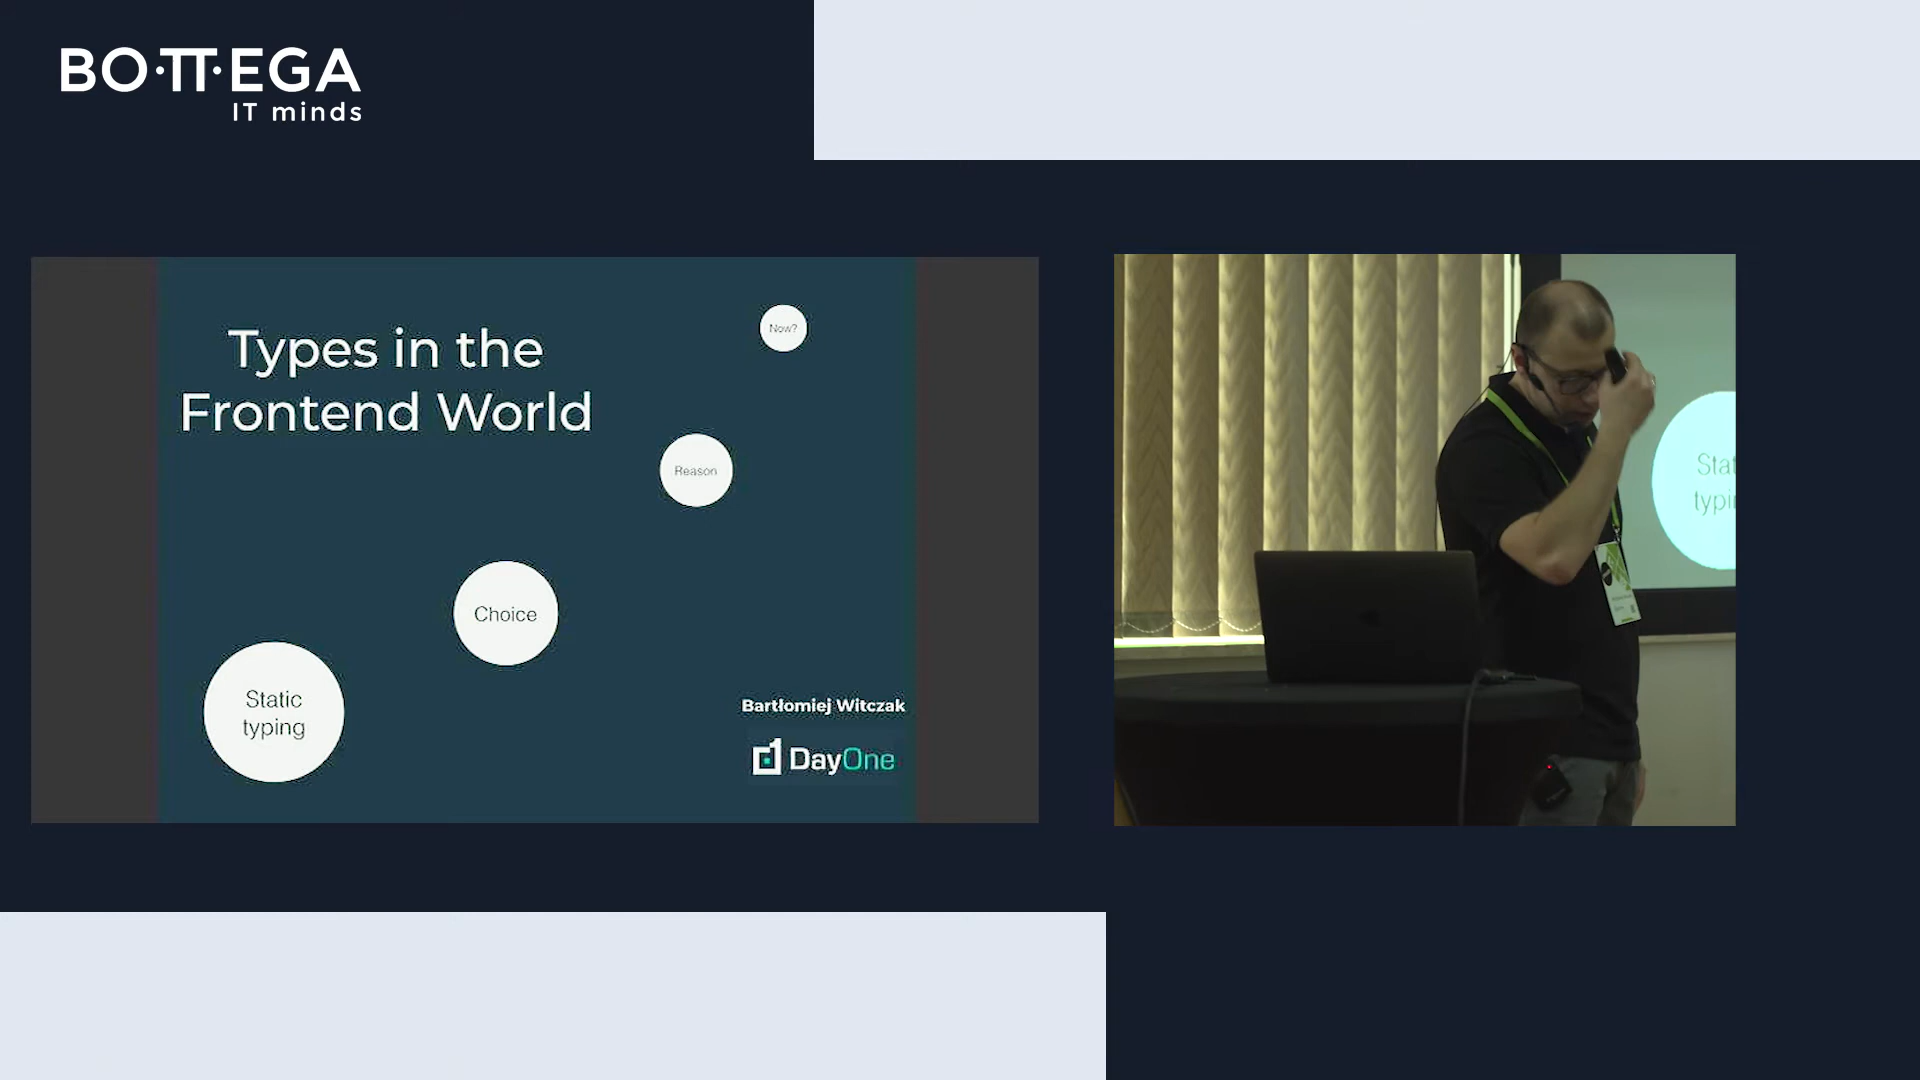 BO·TT·EGA
IT minds
Types in the
Frontend World
Now?
Reason
Choice
Static
typing
Bartłomiej Witczak
DayOne
Stat
typi